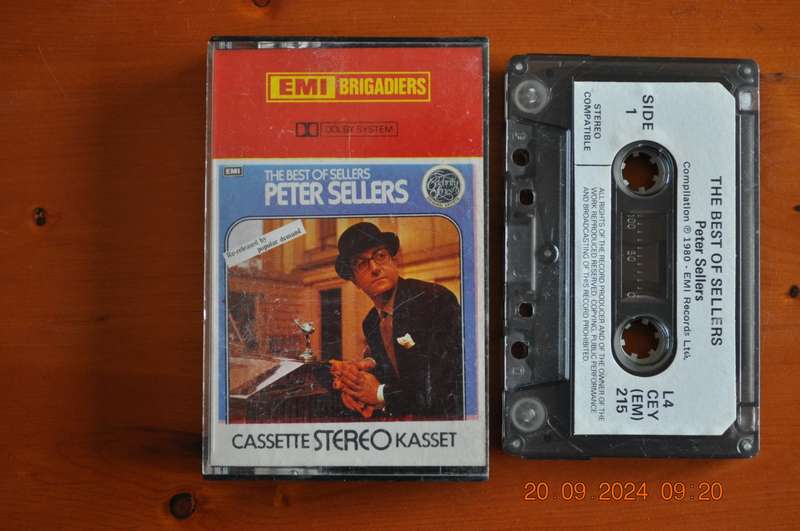 EMI BRIGADIERS
DOLBY SYSTEM
EMI
THE BEST OF SELLERS
PETER SELLERS
Re-released by
popular demand
CASSETTE STEREO KASSET
SIDE
1
STEREO
COMPATIBLE
THE BEST OF SELLERS
Peter Sellers
Compilation ℗ 1980 - EMI Records Ltd.
ALL RIGHTS OF THE RECORD PRODUCER AND OF THE OWNER OF THE
WORK REPRODUCED RESERVED. COPYING, PUBLIC PERFORMANCE
AND BROADCASTING OF THIS RECORD PROHIBITED
100 50 0
L4
CEY
(EM)
215
20.09.2024 09:20